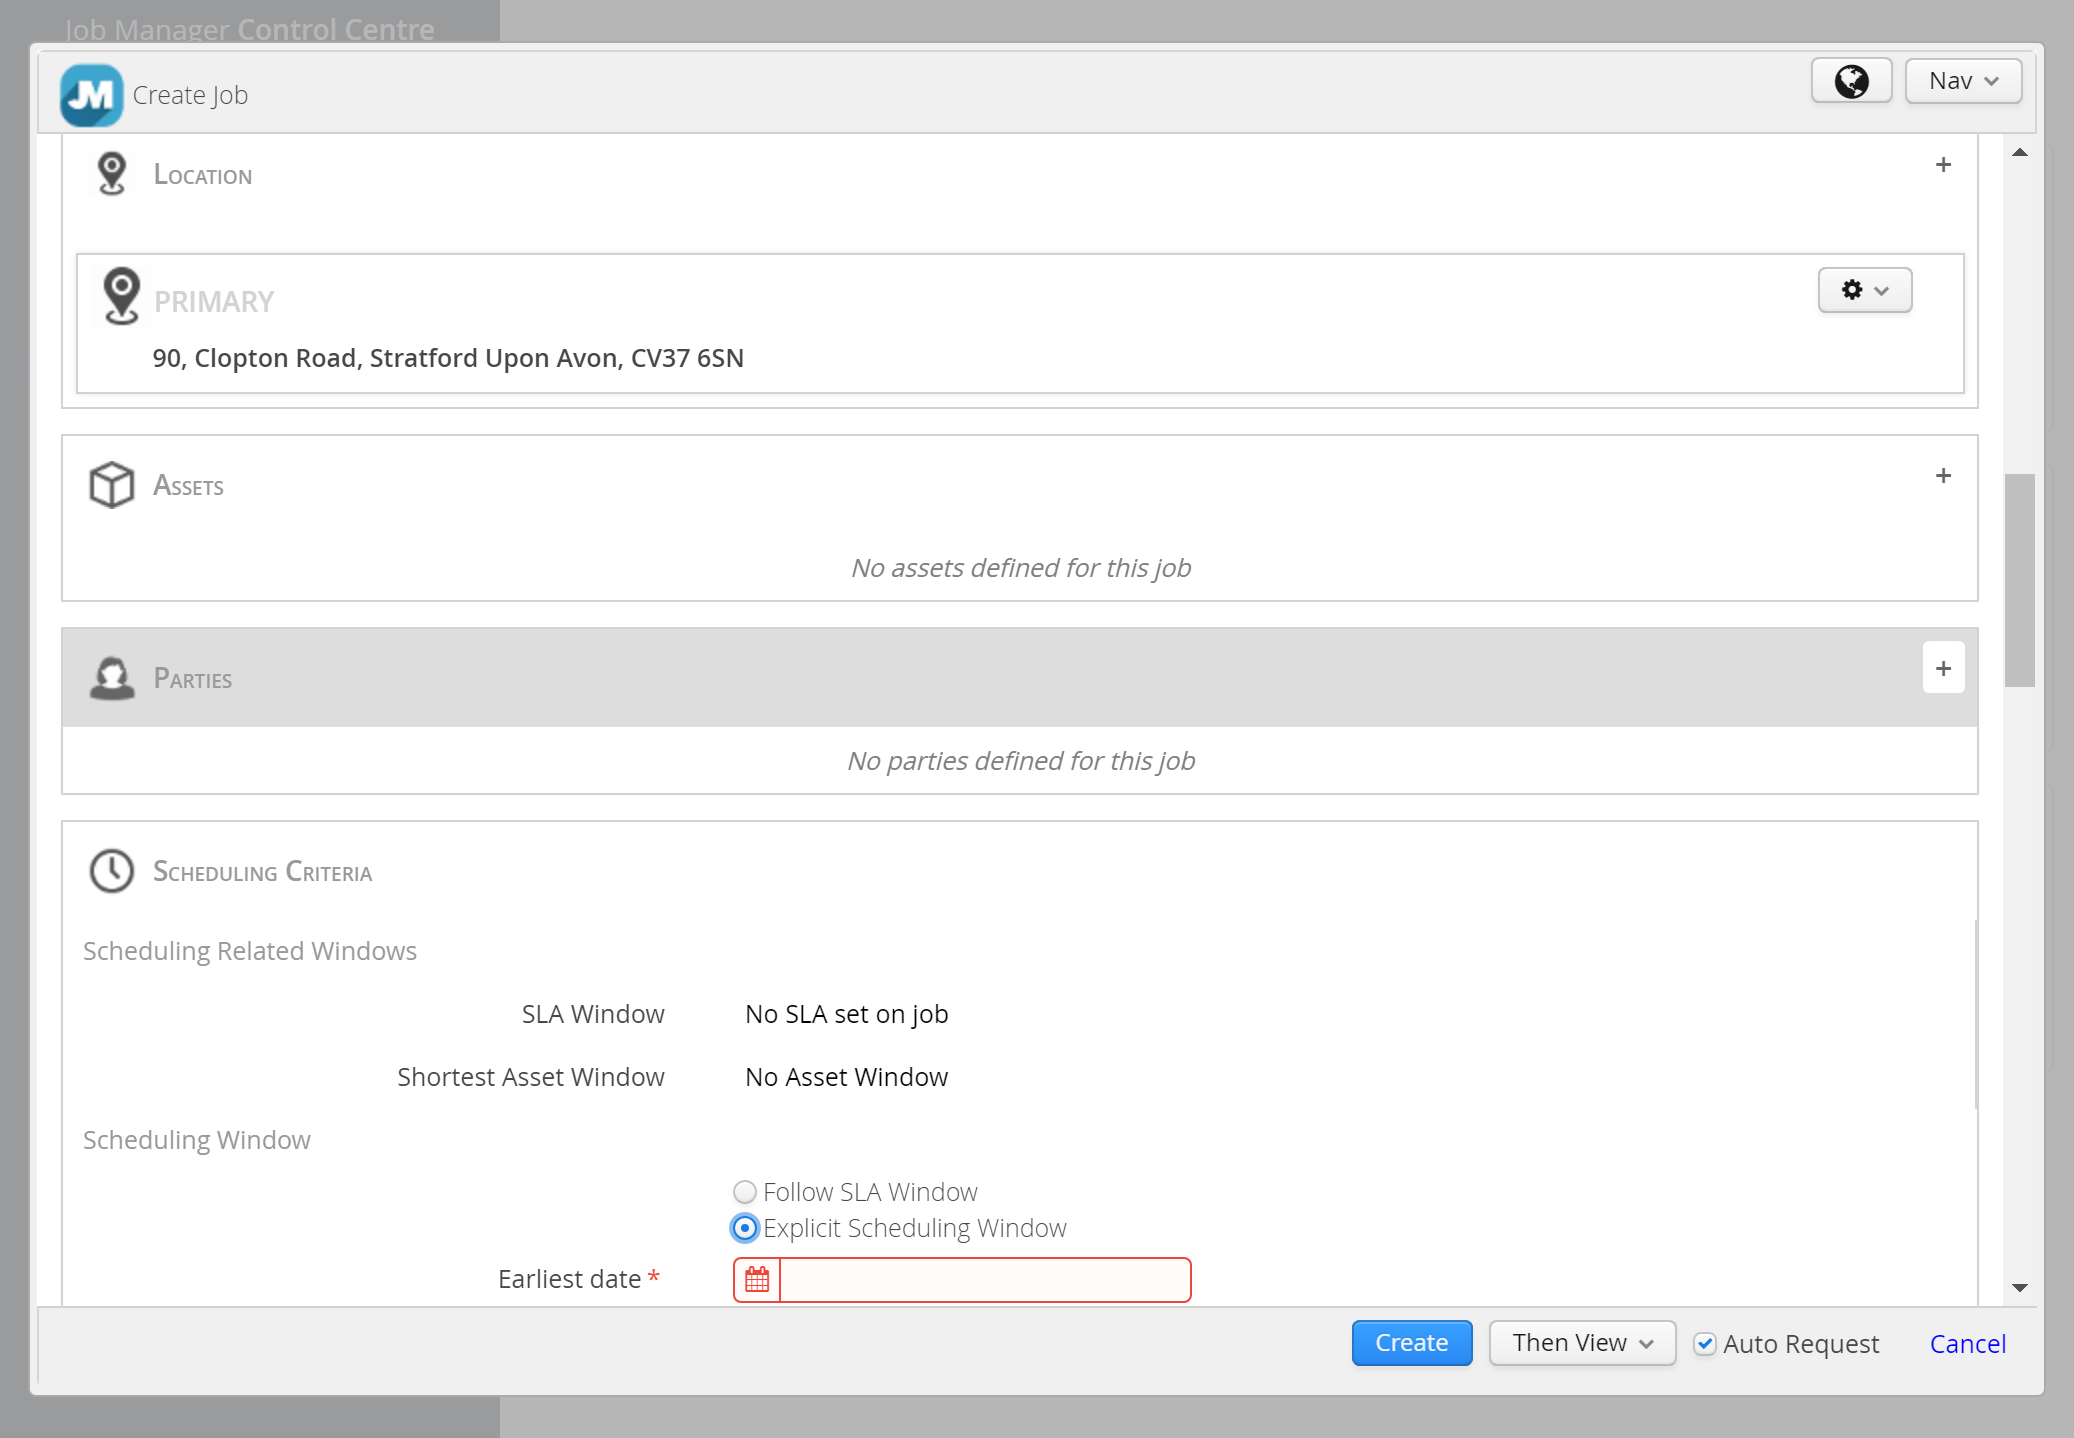 Job Manager Control Centre
JM Create Job
Nav
Location
+
PRIMARY
90, Clopton Road, Stratford Upon Avon, CV37 6SN
Assets
+
No assets defined for this job
Parties
+
No parties defined for this job
Scheduling Criteria
Scheduling Related Windows
SLA Window No SLA set on job
Shortest Asset Window No Asset Window
Scheduling Window
Follow SLA Window
Explicit Scheduling Window
Earliest date *
Create Then View Auto Request Cancel